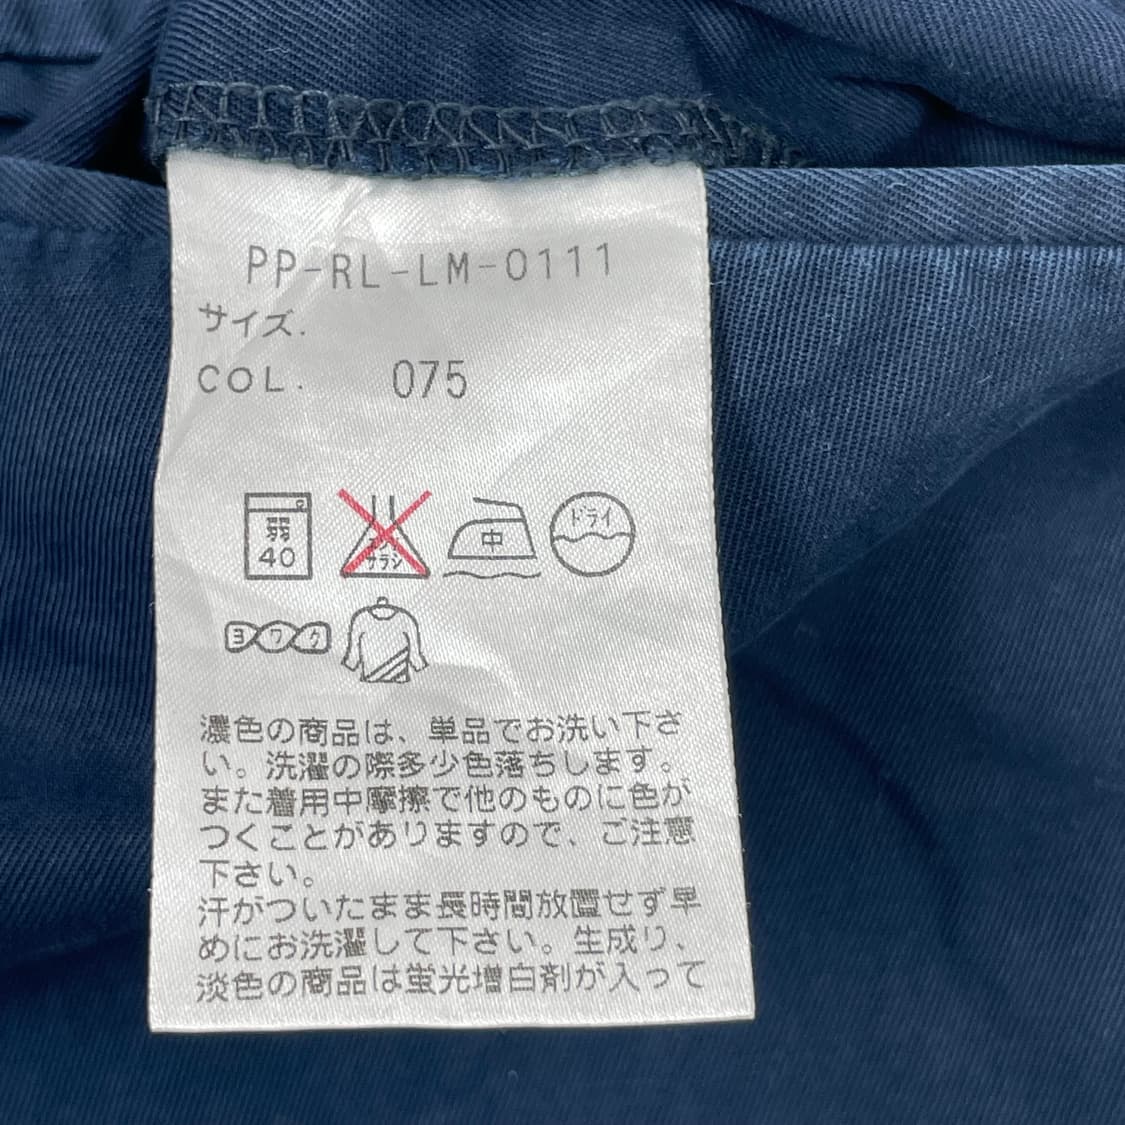 PP-RL-LM-0111
サイズ.
COL. 075
弱
40
中
ドライ
サラシ
ヨワク
濃色の商品は、単品でお洗い下さ
い。洗濯の際多少色落ちします。
また着用中摩擦で他のものに色が
つくことがありますので、ご注意
下さい。
汗がついたまま長時間放置せず早
めにお洗濯して下さい。生成り、
淡色の商品は蛍光増白剤が入って